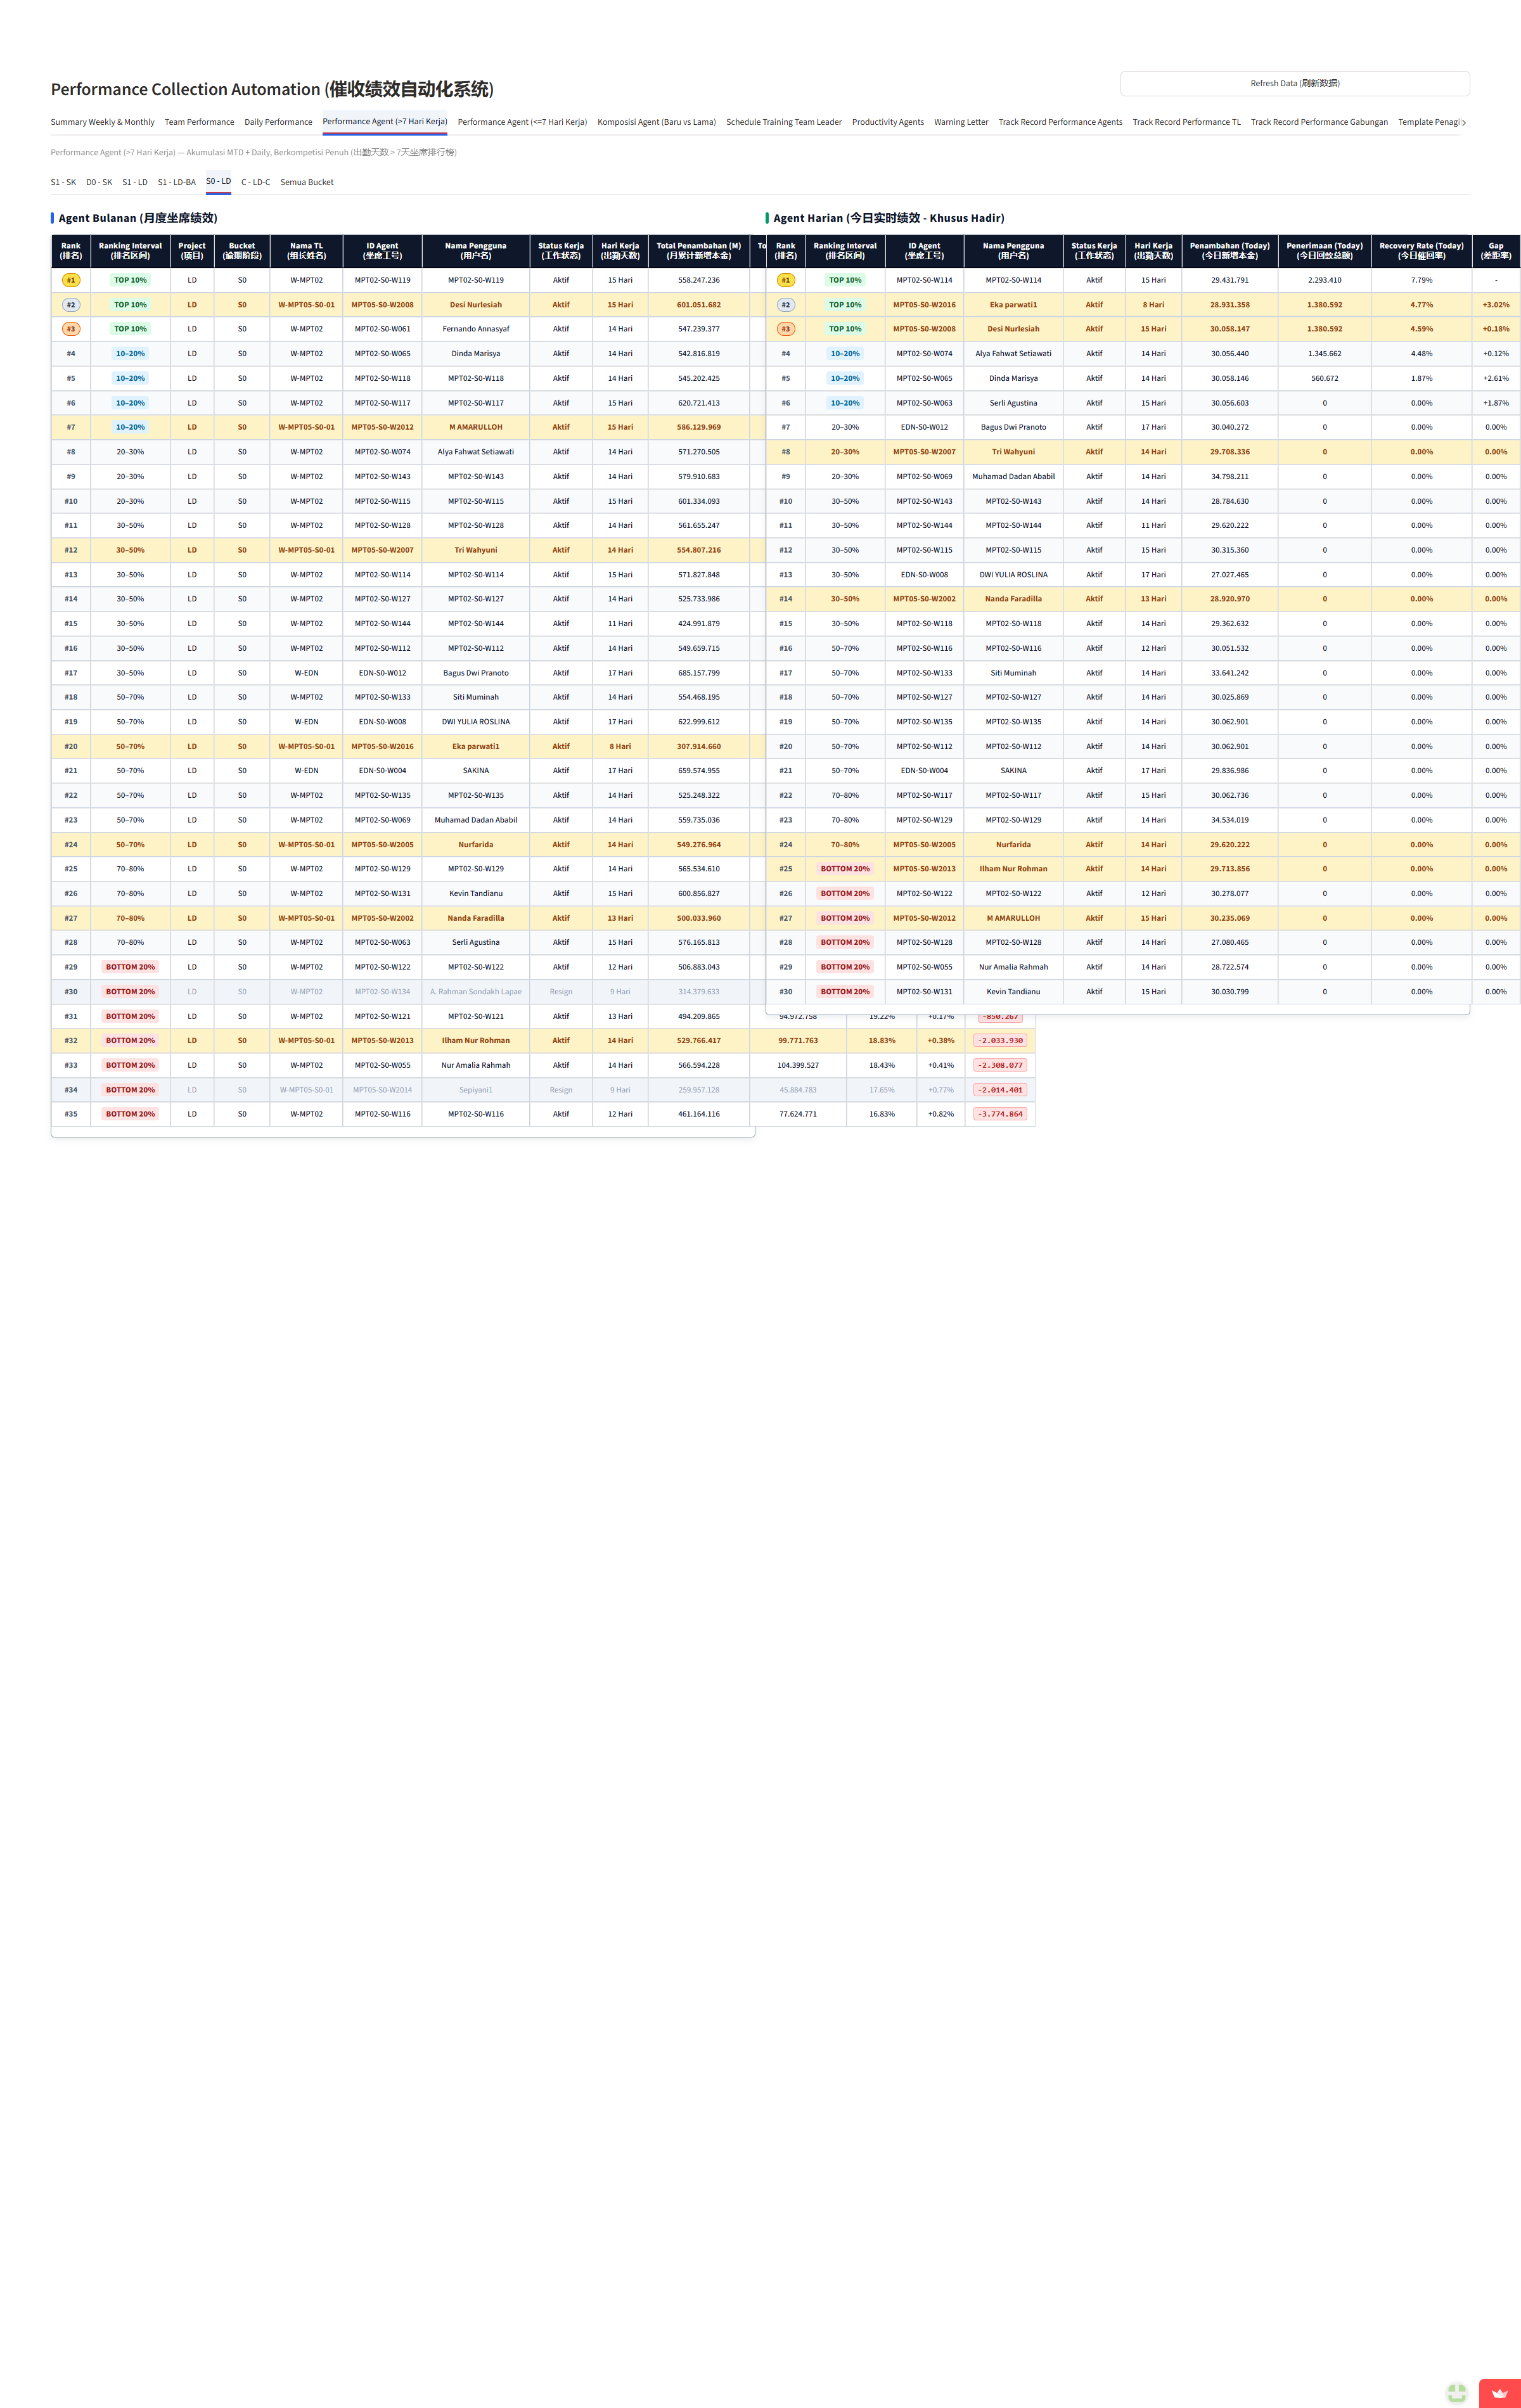 Performance Collection Automation (催收绩效自动化系统)
Refresh Data (刷新数据)
Summary Weekly & Monthly Team Performance Daily Performance Performance Agent (>7 Hari Kerja) Performance Agent (<=7 Hari Kerja) Komposisi Agent (Baru vs Lama) Schedule Training Team Leader Productivity Agents Warning Letter Track Record Performance Agents Track Record Performance TL Track Record Performance Gabungan Template Penagi
Performance Agent (>7 Hari Kerja) — Akumulasi MTD + Daily, Berkompetisi Penuh (出勤天数 > 7天坐席排行榜)
S1 - SK D0 - SK S1 - LD S1 - LD-BA S0 - LD C - LD-C Semua Bucket
Agent Bulanan (月度坐席绩效)
Rank Ranking Interval Project Bucket Nama TL ID Agent Nama Pengguna Status Kerja Hari Kerja Total Penambahan (M) To
(排名) (排名区间) (项目) (逾期阶段) (组长姓名) (坐席工号) (用户名) (工作状态) (出勤天数) (月累计新增本金)
#1 TOP 10% LD S0 W-MPT02 MPT02-S0-W119 MPT02-S0-W119 Aktif 15 Hari 558.247.236
#2 TOP 10% LD S0 W-MPT05-S0-01 MPT05-S0-W2008 Desi Nurlesiah Aktif 15 Hari 601.051.682
#3 TOP 10% LD S0 W-MPT02 MPT02-S0-W061 Fernando Annasyaf Aktif 14 Hari 547.239.377
#4 10–20% LD S0 W-MPT02 MPT02-S0-W065 Dinda Marisya Aktif 14 Hari 542.816.819
#5 10–20% LD S0 W-MPT02 MPT02-S0-W118 MPT02-S0-W118 Aktif 14 Hari 545.202.425
#6 10–20% LD S0 W-MPT02 MPT02-S0-W117 MPT02-S0-W117 Aktif 15 Hari 620.721.413
#7 10–20% LD S0 W-MPT05-S0-01 MPT05-S0-W2012 M AMARULLOH Aktif 15 Hari 586.129.969
#8 20–30% LD S0 W-MPT02 MPT02-S0-W074 Alya Fahwat Setiawati Aktif 14 Hari 571.270.505
#9 20–30% LD S0 W-MPT02 MPT02-S0-W143 MPT02-S0-W143 Aktif 14 Hari 579.910.683
#10 20–30% LD S0 W-MPT02 MPT02-S0-W115 MPT02-S0-W115 Aktif 15 Hari 601.334.093
#11 30–50% LD S0 W-MPT02 MPT02-S0-W128 MPT02-S0-W128 Aktif 14 Hari 561.655.247
#12 30–50% LD S0 W-MPT05-S0-01 MPT05-S0-W2007 Tri Wahyuni Aktif 14 Hari 554.807.216
#13 30–50% LD S0 W-MPT02 MPT02-S0-W114 MPT02-S0-W114 Aktif 15 Hari 571.827.848
#14 30–50% LD S0 W-MPT02 MPT02-S0-W127 MPT02-S0-W127 Aktif 14 Hari 525.733.986
#15 30–50% LD S0 W-MPT02 MPT02-S0-W144 MPT02-S0-W144 Aktif 11 Hari 424.991.879
#16 30–50% LD S0 W-MPT02 MPT02-S0-W112 MPT02-S0-W112 Aktif 14 Hari 549.659.715
#17 30–50% LD S0 W-EDN EDN-S0-W012 Bagus Dwi Pranoto Aktif 17 Hari 685.157.799
#18 50–70% LD S0 W-MPT02 MPT02-S0-W133 Siti Muminah Aktif 14 Hari 554.468.195
#19 50–70% LD S0 W-EDN EDN-S0-W008 DWI YULIA ROSLINA Aktif 17 Hari 622.999.612
#20 50–70% LD S0 W-MPT05-S0-01 MPT05-S0-W2016 Eka parwati1 Aktif 8 Hari 307.914.660
#21 50–70% LD S0 W-EDN EDN-S0-W004 SAKINA Aktif 17 Hari 659.574.955
#22 50–70% LD S0 W-MPT02 MPT02-S0-W135 MPT02-S0-W135 Aktif 14 Hari 525.248.322
#23 50–70% LD S0 W-MPT02 MPT02-S0-W069 Muhamad Dadan Ababil Aktif 14 Hari 559.735.036
#24 50–70% LD S0 W-MPT05-S0-01 MPT05-S0-W2005 Nurfarida Aktif 14 Hari 549.276.964
#25 70–80% LD S0 W-MPT02 MPT02-S0-W129 MPT02-S0-W129 Aktif 14 Hari 565.534.610
#26 70–80% LD S0 W-MPT02 MPT02-S0-W131 Kevin Tandianu Aktif 15 Hari 600.856.827
#27 70–80% LD S0 W-MPT05-S0-01 MPT05-S0-W2002 Nanda Faradilla Aktif 13 Hari 500.033.960
#28 70–80% LD S0 W-MPT02 MPT02-S0-W063 Serli Agustina Aktif 15 Hari 576.165.813
#29 BOTTOM 20% LD S0 W-MPT02 MPT02-S0-W122 MPT02-S0-W122 Aktif 12 Hari 506.883.043
#30 BOTTOM 20% LD S0 W-MPT02 MPT02-S0-W134 A. Rahman Sondakh Lapae Resign 9 Hari 314.379.633
#31 BOTTOM 20% LD S0 W-MPT02 MPT02-S0-W121 MPT02-S0-W121 Aktif 13 Hari 494.209.865 94.972.758 19.22% +0.17% -850.267
#32 BOTTOM 20% LD S0 W-MPT05-S0-01 MPT05-S0-W2013 Ilham Nur Rohman Aktif 14 Hari 529.766.417 99.771.763 18.83% +0.38% -2.033.930
#33 BOTTOM 20% LD S0 W-MPT02 MPT02-S0-W055 Nur Amalia Rahmah Aktif 14 Hari 566.594.228 104.399.527 18.43% +0.41% -2.308.077
#34 BOTTOM 20% LD S0 W-MPT05-S0-01 MPT05-S0-W2014 Sepiyani1 Resign 9 Hari 259.957.128 45.884.783 17.65% +0.77% -2.014.401
#35 BOTTOM 20% LD S0 W-MPT02 MPT02-S0-W116 MPT02-S0-W116 Aktif 12 Hari 461.164.116 77.624.771 16.83% +0.82% -3.774.864
Agent Harian (今日实时绩效 - Khusus Hadir)
Rank Ranking Interval ID Agent Nama Pengguna Status Kerja Hari Kerja Penambahan (Today) Penerimaan (Today) Recovery Rate (Today) Gap
(排名) (排名区间) (坐席工号) (用户名) (工作状态) (出勤天数) (今日新增本金) (今日回款总额) (今日催回率) (差距率)
#1 TOP 10% MPT02-S0-W114 MPT02-S0-W114 Aktif 15 Hari 29.431.791 2.293.410 7.79% -
#2 TOP 10% MPT05-S0-W2016 Eka parwati1 Aktif 8 Hari 28.931.358 1.380.592 4.77% +3.02%
#3 TOP 10% MPT05-S0-W2008 Desi Nurlesiah Aktif 15 Hari 30.058.147 1.380.592 4.59% +0.18%
#4 10–20% MPT02-S0-W074 Alya Fahwat Setiawati Aktif 14 Hari 30.056.440 1.345.662 4.48% +0.12%
#5 10–20% MPT02-S0-W065 Dinda Marisya Aktif 14 Hari 30.058.146 560.672 1.87% +2.61%
#6 10–20% MPT02-S0-W063 Serli Agustina Aktif 15 Hari 30.056.603 0 0.00% +1.87%
#7 20–30% EDN-S0-W012 Bagus Dwi Pranoto Aktif 17 Hari 30.040.272 0 0.00% 0.00%
#8 20–30% MPT05-S0-W2007 Tri Wahyuni Aktif 14 Hari 29.708.336 0 0.00% 0.00%
#9 20–30% MPT02-S0-W069 Muhamad Dadan Ababil Aktif 14 Hari 34.798.211 0 0.00% 0.00%
#10 30–50% MPT02-S0-W143 MPT02-S0-W143 Aktif 14 Hari 28.784.630 0 0.00% 0.00%
#11 30–50% MPT02-S0-W144 MPT02-S0-W144 Aktif 11 Hari 29.620.222 0 0.00% 0.00%
#12 30–50% MPT02-S0-W115 MPT02-S0-W115 Aktif 15 Hari 30.315.360 0 0.00% 0.00%
#13 30–50% EDN-S0-W008 DWI YULIA ROSLINA Aktif 17 Hari 27.027.465 0 0.00% 0.00%
#14 30–50% MPT05-S0-W2002 Nanda Faradilla Aktif 13 Hari 28.920.970 0 0.00% 0.00%
#15 30–50% MPT02-S0-W118 MPT02-S0-W118 Aktif 14 Hari 29.362.632 0 0.00% 0.00%
#16 50–70% MPT02-S0-W116 MPT02-S0-W116 Aktif 12 Hari 30.051.532 0 0.00% 0.00%
#17 50–70% MPT02-S0-W133 Siti Muminah Aktif 14 Hari 33.641.242 0 0.00% 0.00%
#18 50–70% MPT02-S0-W127 MPT02-S0-W127 Aktif 14 Hari 30.025.869 0 0.00% 0.00%
#19 50–70% MPT02-S0-W135 MPT02-S0-W135 Aktif 14 Hari 30.062.901 0 0.00% 0.00%
#20 50–70% MPT02-S0-W112 MPT02-S0-W112 Aktif 14 Hari 30.062.901 0 0.00% 0.00%
#21 50–70% EDN-S0-W004 SAKINA Aktif 17 Hari 29.836.986 0 0.00% 0.00%
#22 70–80% MPT02-S0-W117 MPT02-S0-W117 Aktif 15 Hari 30.062.736 0 0.00% 0.00%
#23 70–80% MPT02-S0-W129 MPT02-S0-W129 Aktif 14 Hari 34.534.019 0 0.00% 0.00%
#24 70–80% MPT05-S0-W2005 Nurfarida Aktif 14 Hari 29.620.222 0 0.00% 0.00%
#25 BOTTOM 20% MPT05-S0-W2013 Ilham Nur Rohman Aktif 14 Hari 29.713.856 0 0.00% 0.00%
#26 BOTTOM 20% MPT02-S0-W122 MPT02-S0-W122 Aktif 12 Hari 30.278.077 0 0.00% 0.00%
#27 BOTTOM 20% MPT05-S0-W2012 M AMARULLOH Aktif 15 Hari 30.235.069 0 0.00% 0.00%
#28 BOTTOM 20% MPT02-S0-W128 MPT02-S0-W128 Aktif 14 Hari 27.080.465 0 0.00% 0.00%
#29 BOTTOM 20% MPT02-S0-W055 Nur Amalia Rahmah Aktif 14 Hari 28.722.574 0 0.00% 0.00%
#30 BOTTOM 20% MPT02-S0-W131 Kevin Tandianu Aktif 15 Hari 30.030.799 0 0.00% 0.00%